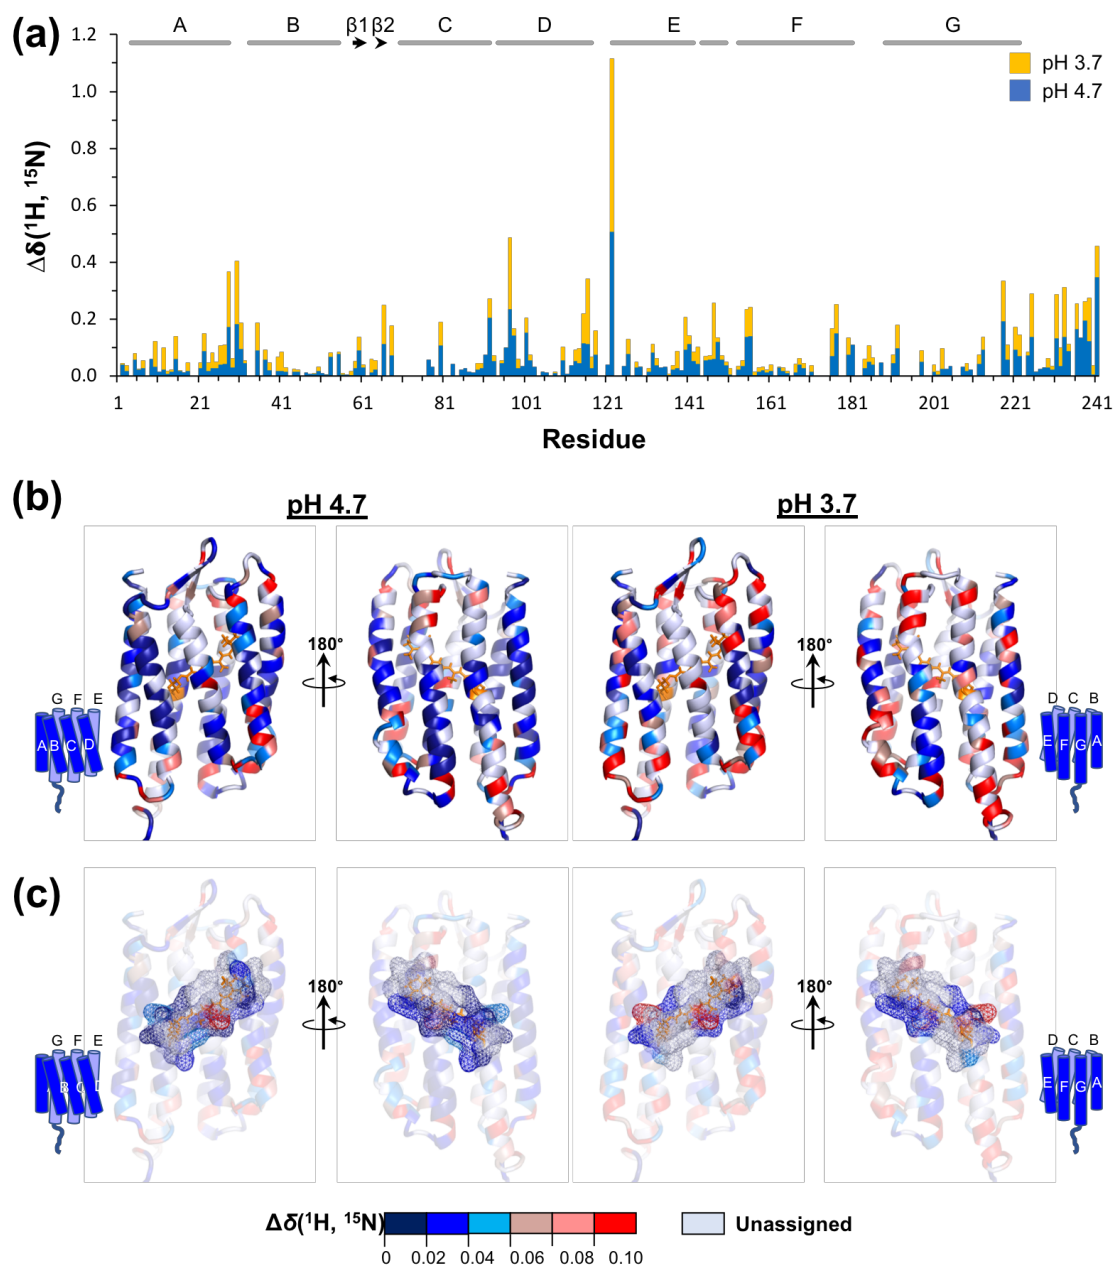 (a)
A B β1 β2 C D E F G
1.2
1.0
0.8
0.6
0.4
0.2
0.0
Δδ(¹H, ¹⁵N)
pH 3.7
pH 4.7
1 21 41 61 81 101 121 141 161 181 201 221 241
Residue
(b)
pH 4.7 pH 3.7
180° 180°
G F E
A B C D
D C B
E F G A
(c)
180° 180°
G F E
B C
D C B
E F G A
Δδ(¹H, ¹⁵N)
0 0.02 0.04 0.06 0.08 0.10
Unassigned